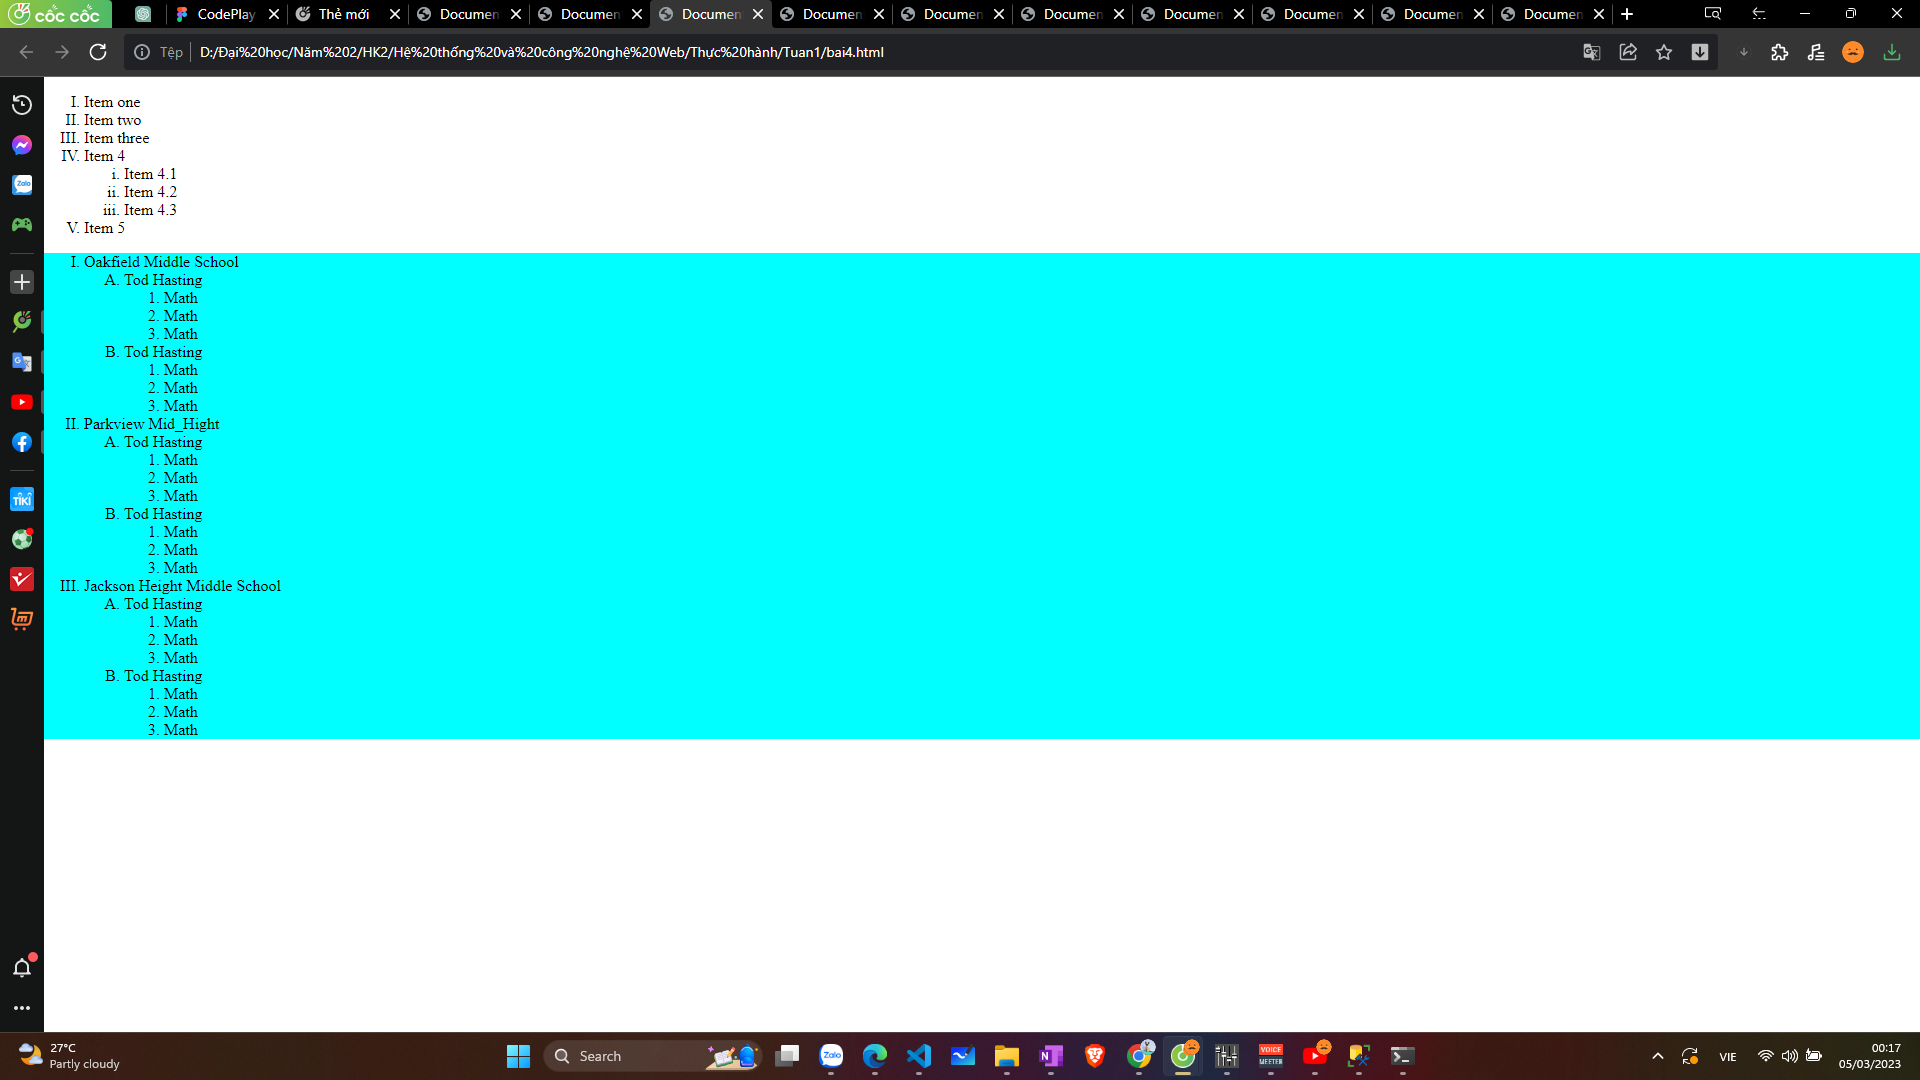 cốc cốc CodePlay Thẻ mới Documen Documen Documen Documen Documen Documen Documen Documen Documen Documen
Tệp D:/Đại%20học/Năm%202/HK2/Hệ%20thống%20và%20công%20nghệ%20Web/Thực%20hành/Tuan1/bai4.html
I. Item one
II. Item two
III. Item three
IV. Item 4
i. Item 4.1
ii. Item 4.2
iii. Item 4.3
V. Item 5
I. Oakfield Middle School
A. Tod Hasting
1. Math
2. Math
3. Math
B. Tod Hasting
1. Math
2. Math
3. Math
II. Parkview Mid_Hight
A. Tod Hasting
1. Math
2. Math
3. Math
B. Tod Hasting
1. Math
2. Math
3. Math
III. Jackson Height Middle School
A. Tod Hasting
1. Math
2. Math
3. Math
B. Tod Hasting
1. Math
2. Math
3. Math
Zalo
TIKI
27°C
Partly cloudy
Search
Zalo
VOICE
MEETER
VIE
00:17
05/03/2023